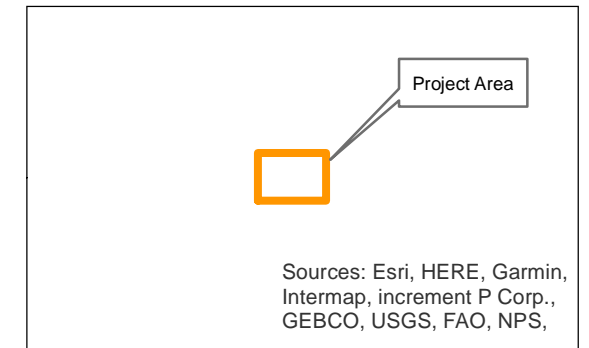 Project Area
Sources: Esri, HERE, Garmin,
Intermap, increment P Corp.,
GEBCO, USGS, FAO, NPS,